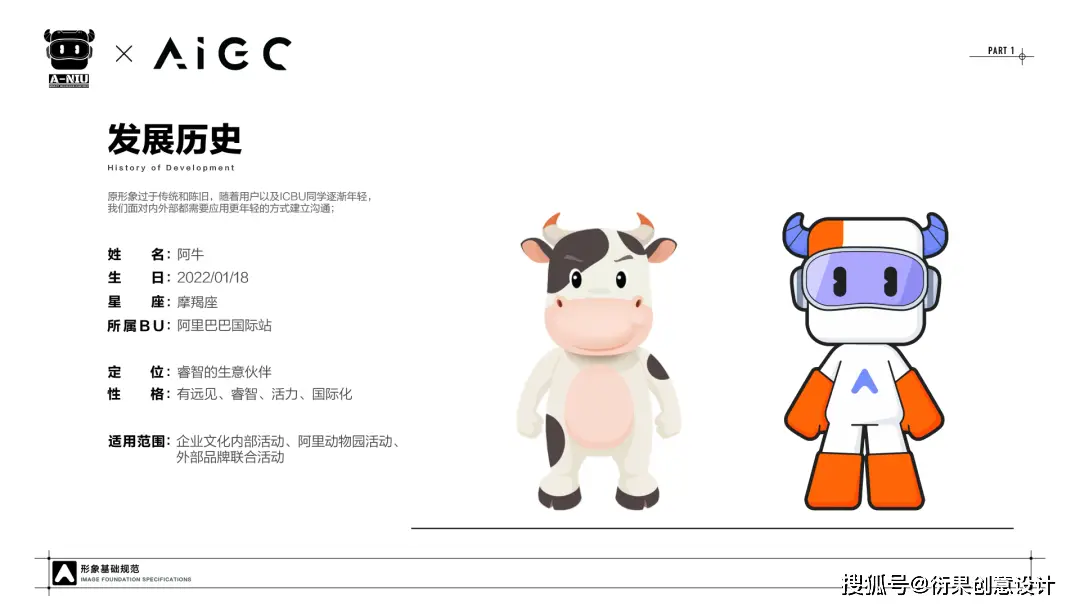 A-NIU
× AiGC
PART 1
发展历史
History of Development
原形象过于传统和陈旧，随着用户以及ICBU同学逐渐年轻，
我们面对内外部都需要应用更年轻的方式建立沟通；
姓 名：阿牛
生 日：2022/01/18
星 座：摩羯座
所属BU：阿里巴巴国际站
定 位：睿智的生意伙伴
性 格：有远见、睿智、活力、国际化
适用范围：企业文化内部活动、阿里动物园活动、
外部品牌联合活动
形象基础规范
IMAGE FOUNDATION SPECIFICATIONS
搜狐号@衍果创意设计